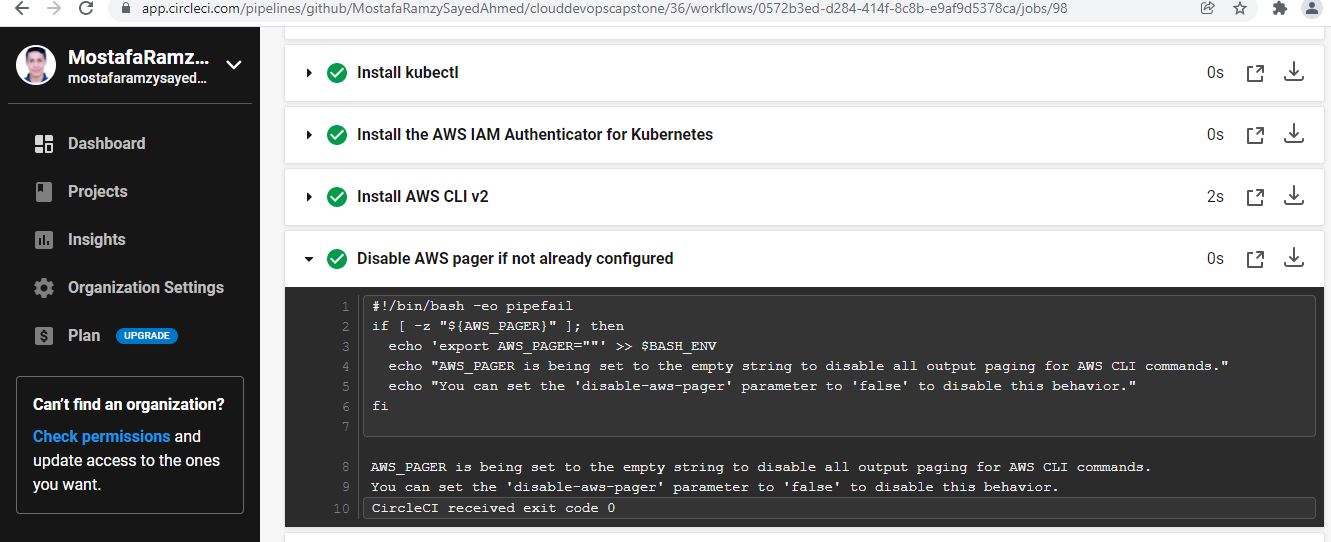 app.circleci.com/pipelines/github/MostafaRamzySayedAhmed/clouddevopscapstone/36/workflows/0572b3ed-d284-414f-8c8b-e9af9d5378ca/jobs/98
MostafaRamz...
mostafaramzysayed...
Dashboard
Projects
Insights
Organization Settings
Plan UPGRADE
Can't find an organization?
Check permissions and
update access to the ones
you want.
Install kubectl 0s
Install the AWS IAM Authenticator for Kubernetes 0s
Install AWS CLI v2 2s
Disable AWS pager if not already configured 0s
1 #!/bin/bash -eo pipefail
2 if [ -z "${AWS_PAGER}" ]; then
3   echo 'export AWS_PAGER=""' >> $BASH_ENV
4   echo "AWS_PAGER is being set to the empty string to disable all output paging for AWS CLI commands."
5   echo "You can set the 'disable-aws-pager' parameter to 'false' to disable this behavior."
6 fi
7
8 AWS_PAGER is being set to the empty string to disable all output paging for AWS CLI commands.
9 You can set the 'disable-aws-pager' parameter to 'false' to disable this behavior.
10 CircleCI received exit code 0